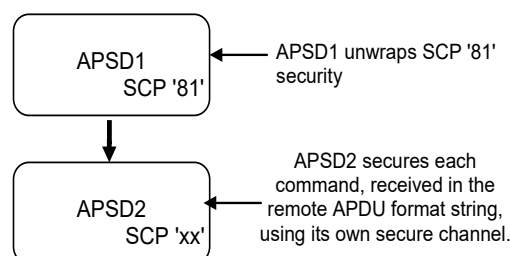 APSD1
SCP '81'
APSD1 unwraps SCP '81'
security
APSD2
SCP 'xx'
APSD2 secures each
command, received in the
remote APDU format string,
using its own secure channel.